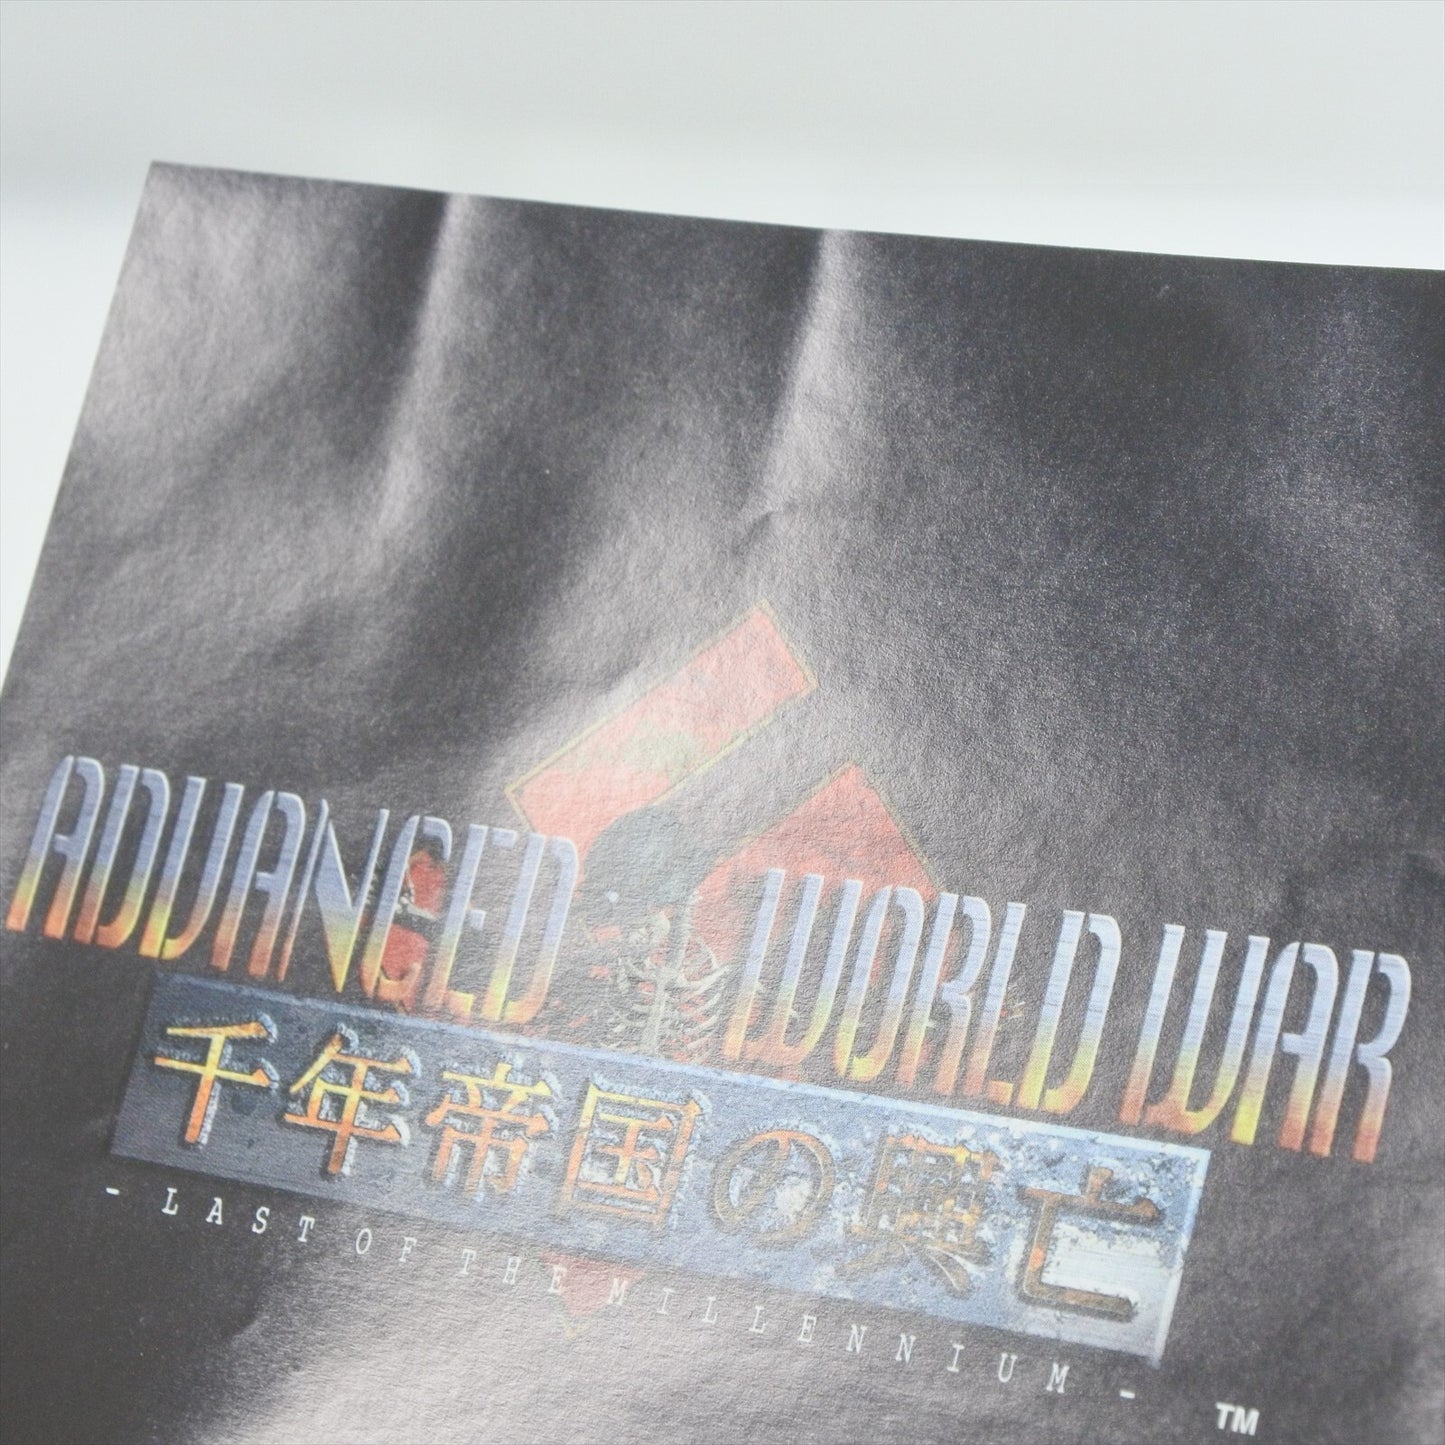 ADVANCED WORLD WAR
千年帝国の興亡
- LAST OF THE MILLENNIUM -
TM